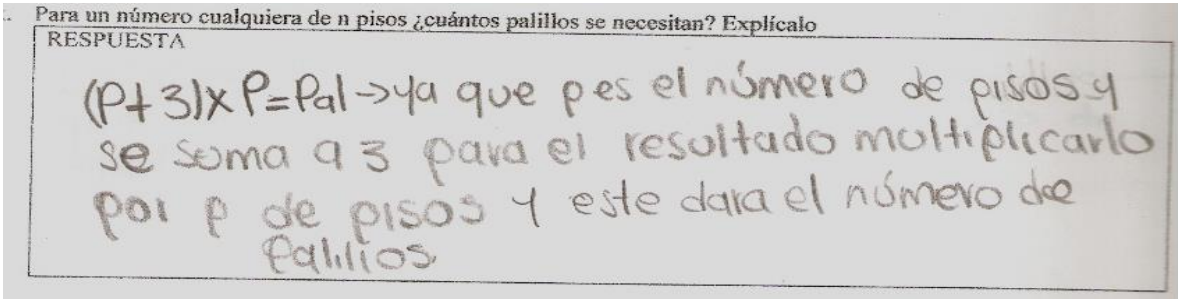 Para un número cualquiera de n pisos ¿cuántos palillos se necesitan? Explícalo
RESPUESTA
(P+3)xP=Pal→ya que p es el número de pisos y
se suma a 3 para el resultado multiplicarlo
por p de pisos y este dara el número de
Palillos.